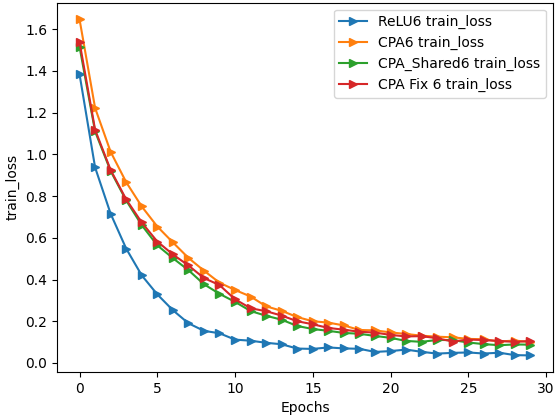 ReLU6 train_loss
CPA6 train_loss
CPA_Shared6 train_loss
CPA Fix 6 train_loss
train_loss
1.6
1.4
1.2
1.0
0.8
0.6
0.4
0.2
0.0
0 5 10 15 20 25 30
Epochs